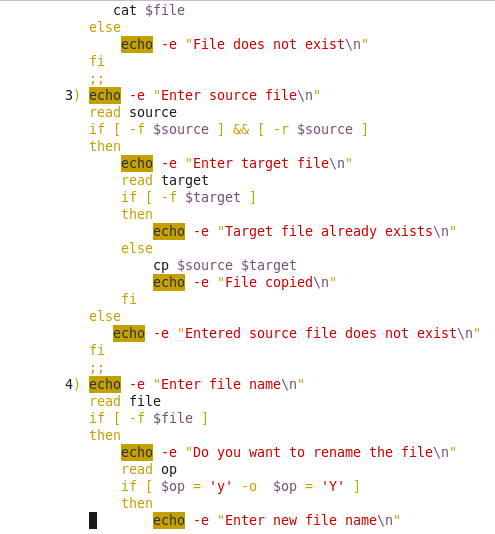 cat $file
else
echo -e "File does not exist\n"
fi
;;
3) echo -e "Enter source file\n"
read source
if [ -f $source ] && [ -r $source ]
then
echo -e "Enter target file\n"
read target
if [ -f $target ]
then
echo -e "Target file already exists\n"
else
cp $source $target
echo -e "File copied\n"
fi
else
echo -e "Entered source file does not exist\n"
fi
;;
4) echo -e "Enter file name\n"
read file
if [ -f $file ]
then
echo -e "Do you want to rename the file\n"
read op
if [ $op = 'y' -o  $op = 'Y' ]
then
echo -e "Enter new file name\n"